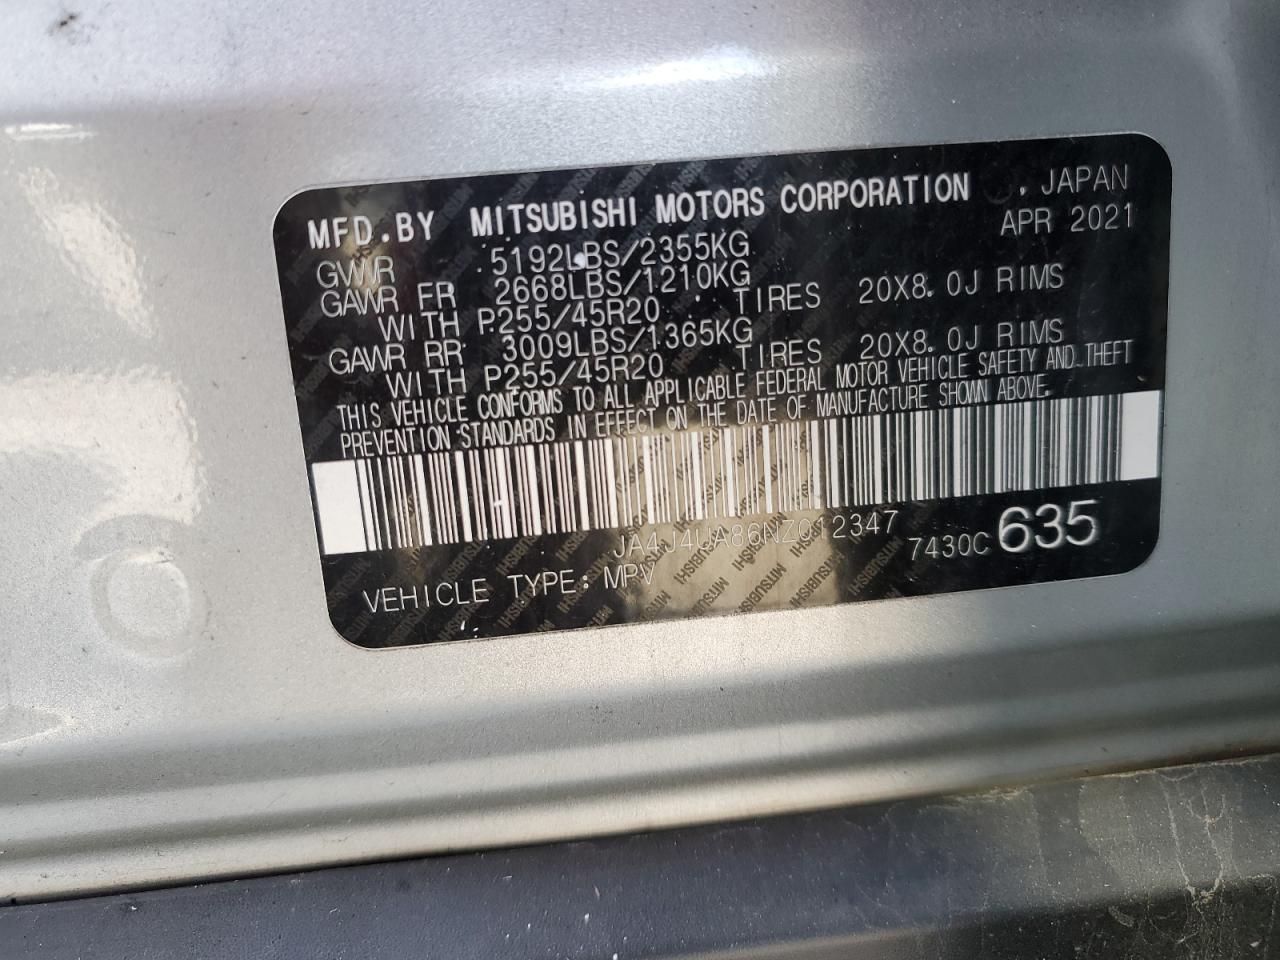 MFD.BY MITSUBISHI MOTORS CORPORATION , JAPAN
GVWR 5192LBS/2355KG APR 2021
GAWR FR 2668LBS/1210KG
WITH P255/45R20 TIRES 20X8.0J RIMS
GAWR RR 3009LBS/1365KG
WITH P255/45R20 TIRES 20X8.0J RIMS
THIS VEHICLE CONFORMS TO ALL APPLICABLE FEDERAL MOTOR VEHICLE SAFETY AND THEFT
PREVENTION STANDARDS IN EFFECT ON THE DATE OF MANUFACTURE SHOWN ABOVE.
JA4J4UA86NZ012347 7430C 635
VEHICLE TYPE: MPV